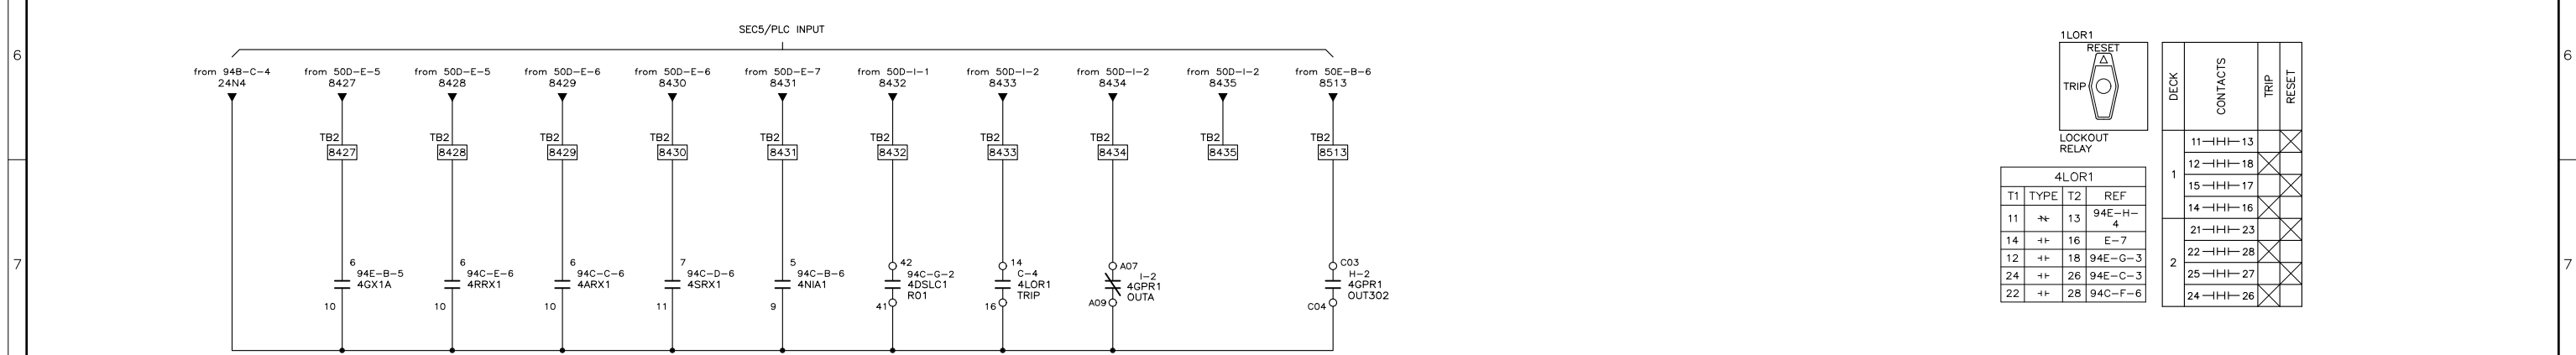 SEC5/PLC INPUT
6
6
from 94B-C-4
24N4
from 50D-E-5
8427
from 50D-E-5
8428
from 50D-E-6
8429
from 50D-E-6
8430
from 50D-E-7
8431
from 50D-I-1
8432
from 50D-I-2
8433
from 50D-I-2
8434
from 50D-I-2
8435
from 50E-B-6
8513
TB2
8427
TB2
8428
TB2
8429
TB2
8430
TB2
8431
TB2
8432
TB2
8433
TB2
8434
TB2
8435
TB2
8513
7
7
6
94E-B-5
4GX1A
10
6
94C-E-6
4RRX1
10
6
94C-C-6
4ARX1
10
7
94C-D-6
4SRX1
11
5
94C-B-6
4NIA1
9
42
94C-G-2
4DSLC1
R01
41
14
C-4
4LOR1
TRIP
16
A07
I-2
4GPR1
OUTA
A09
C03
H-2
4GPR1
OUT302
C04
1LOR1
RESET
TRIP
LOCKOUT
RELAY
4LOR1
T1 TYPE T2 REF
11 13 94E-H-
4
14 16 E-7
12 18 94E-G-3
24 26 94E-C-3
22 28 94C-F-6
DECK CONTACTS TRIP RESET
1
11 13
12 18
15 17
14 16
2
21 23
22 28
25 27
24 26